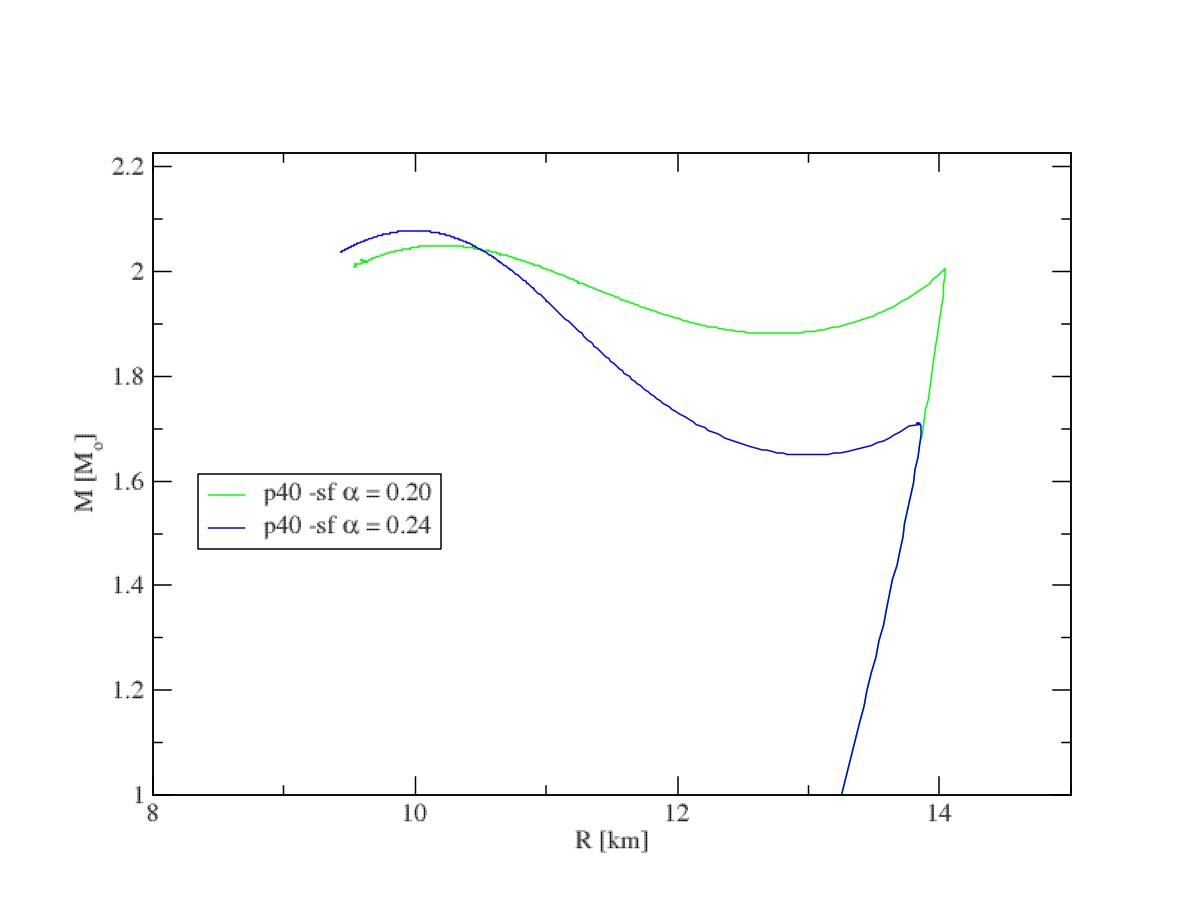 2.2
2
1.8
1.6
1.4
1.2
1
M [M_o]
p40 -sf α = 0.20
p40 -sf α = 0.24
8 10 12 14
R [km]